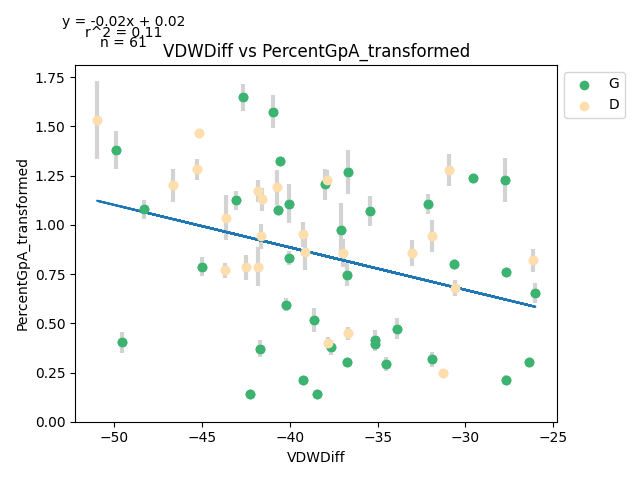 y = -0.02x + 0.02
r^2 = 0.11
n = 61
VDWDiff vs PercentGpA_transformed
G
D
1.75
1.50
1.25
1.00
0.75
0.50
0.25
0.00
PercentGpA_transformed
−50
−45
−40
−35
−30
−25
VDWDiff